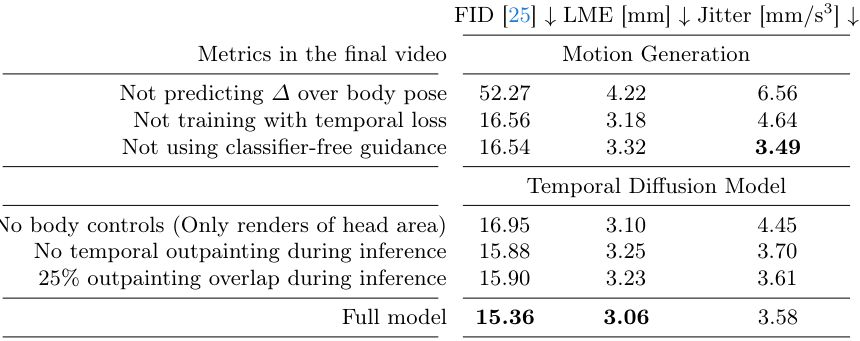 FID [25] ↓ LME [mm] ↓ Jitter [mm/s³] ↓
Metrics in the final video Motion Generation
Not predicting Δ over body pose 52.27 4.22 6.56
Not training with temporal loss 16.56 3.18 4.64
Not using classifier-free guidance 16.54 3.32 3.49
Temporal Diffusion Model
No body controls (Only renders of head area) 16.95 3.10 4.45
No temporal outpainting during inference 15.88 3.25 3.70
25% outpainting overlap during inference 15.90 3.23 3.61
Full model 15.36 3.06 3.58